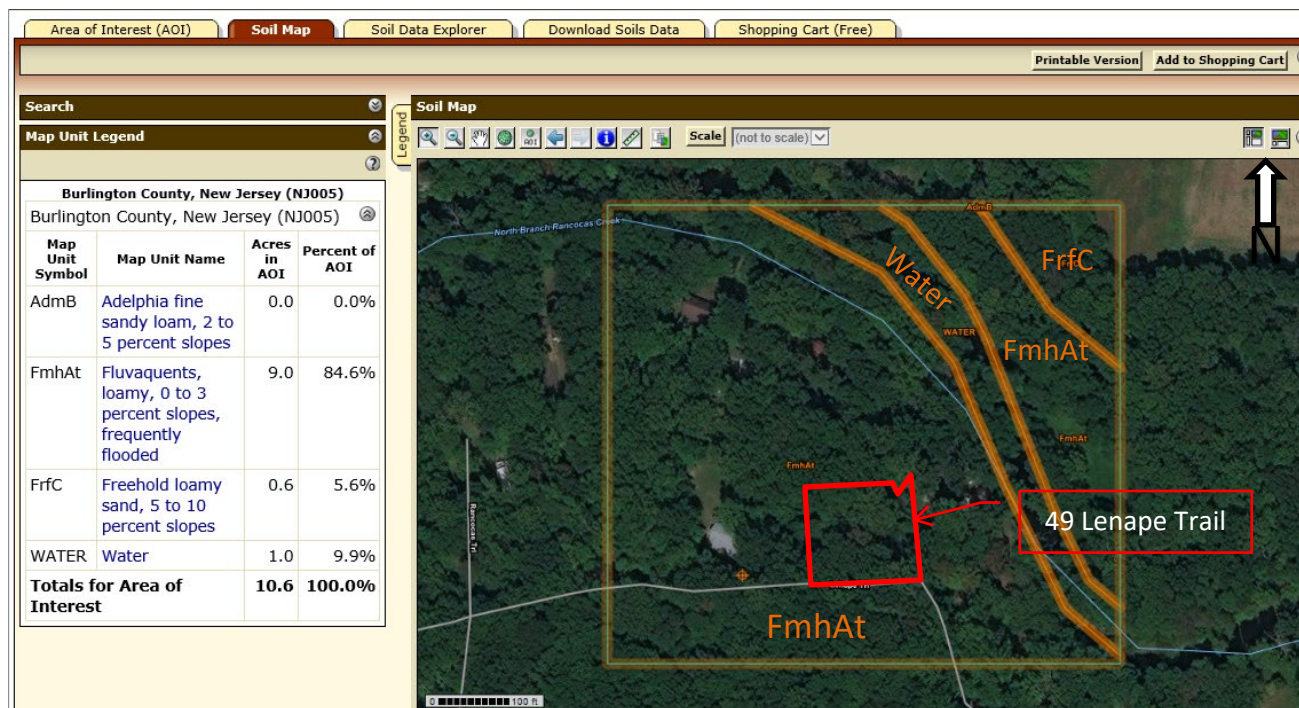 Area of Interest (AOI)
Soil Map
Soil Data Explorer
Download Soils Data
Shopping Cart (Free)
Printable Version
Add to Shopping Cart
Search
Map Unit Legend
Burlington County, New Jersey (NJ005)
Burlington County, New Jersey (NJ005)
Map Unit Symbol Map Unit Name Acres in AOI Percent of AOI
AdmB Adelphia fine 0.0 0.0%
sandy loam, 2 to
5 percent slopes
FmhAt Fluvaquents, 9.0 84.6%
loamy, 0 to 3
percent slopes,
frequently
flooded
FrfC Freehold loamy 0.6 5.6%
sand, 5 to 10
percent slopes
WATER Water 1.0 9.9%
Totals for Area of 10.6 100.0%
Interest
Legend
Soil Map
AOI
Scale (not to scale)
N
North Branch Rancocas Creek
AdmB
FrfC
FrfC
Water
WATER
FmhAt
FmhAt
FmhAt
49 Lenape Trail
Rancocas Trl
FmhAt
0 100 ft